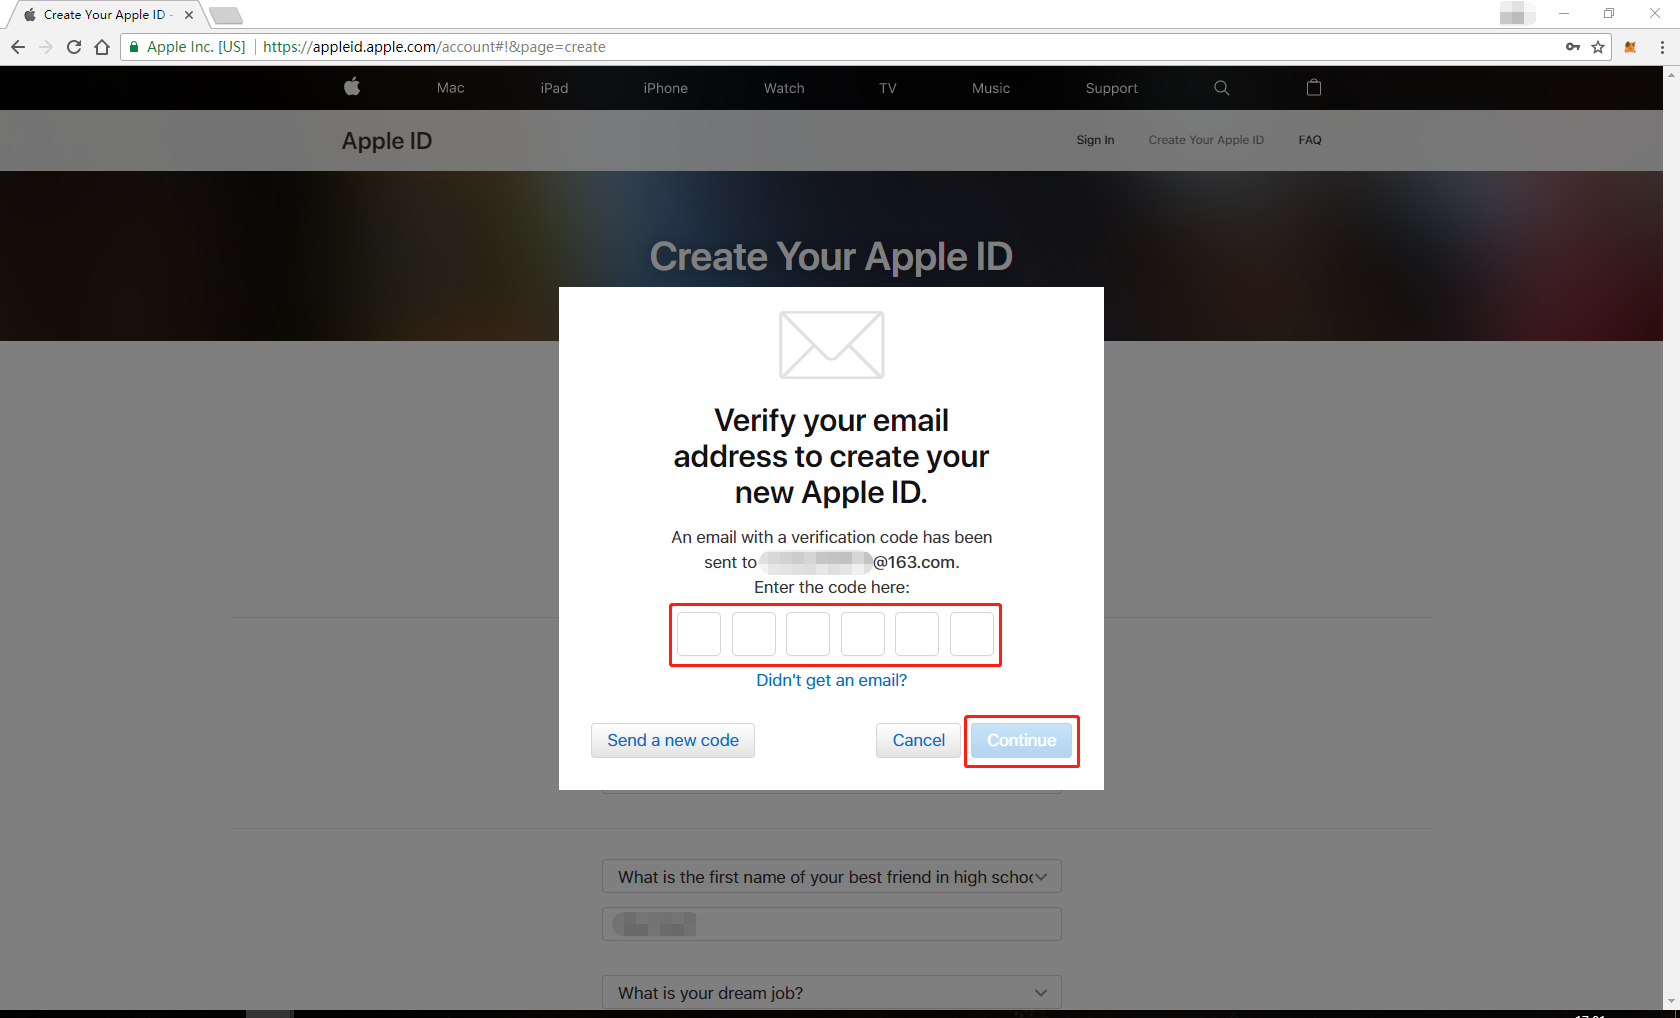 Create Your Apple ID -
Apple Inc. [US]
https://appleid.apple.com/account#!&page=create
Mac
iPad
iPhone
Watch
TV
Music
Support
Apple ID
Sign In
Create Your Apple ID
FAQ
Create Your Apple ID
Verify your email
address to create your
new Apple ID.
An email with a verification code has been
sent to @163.com.
Enter the code here:
Didn't get an email?
Send a new code
Cancel
Continue
What is the first name of your best friend in high schoo
What is your dream job?